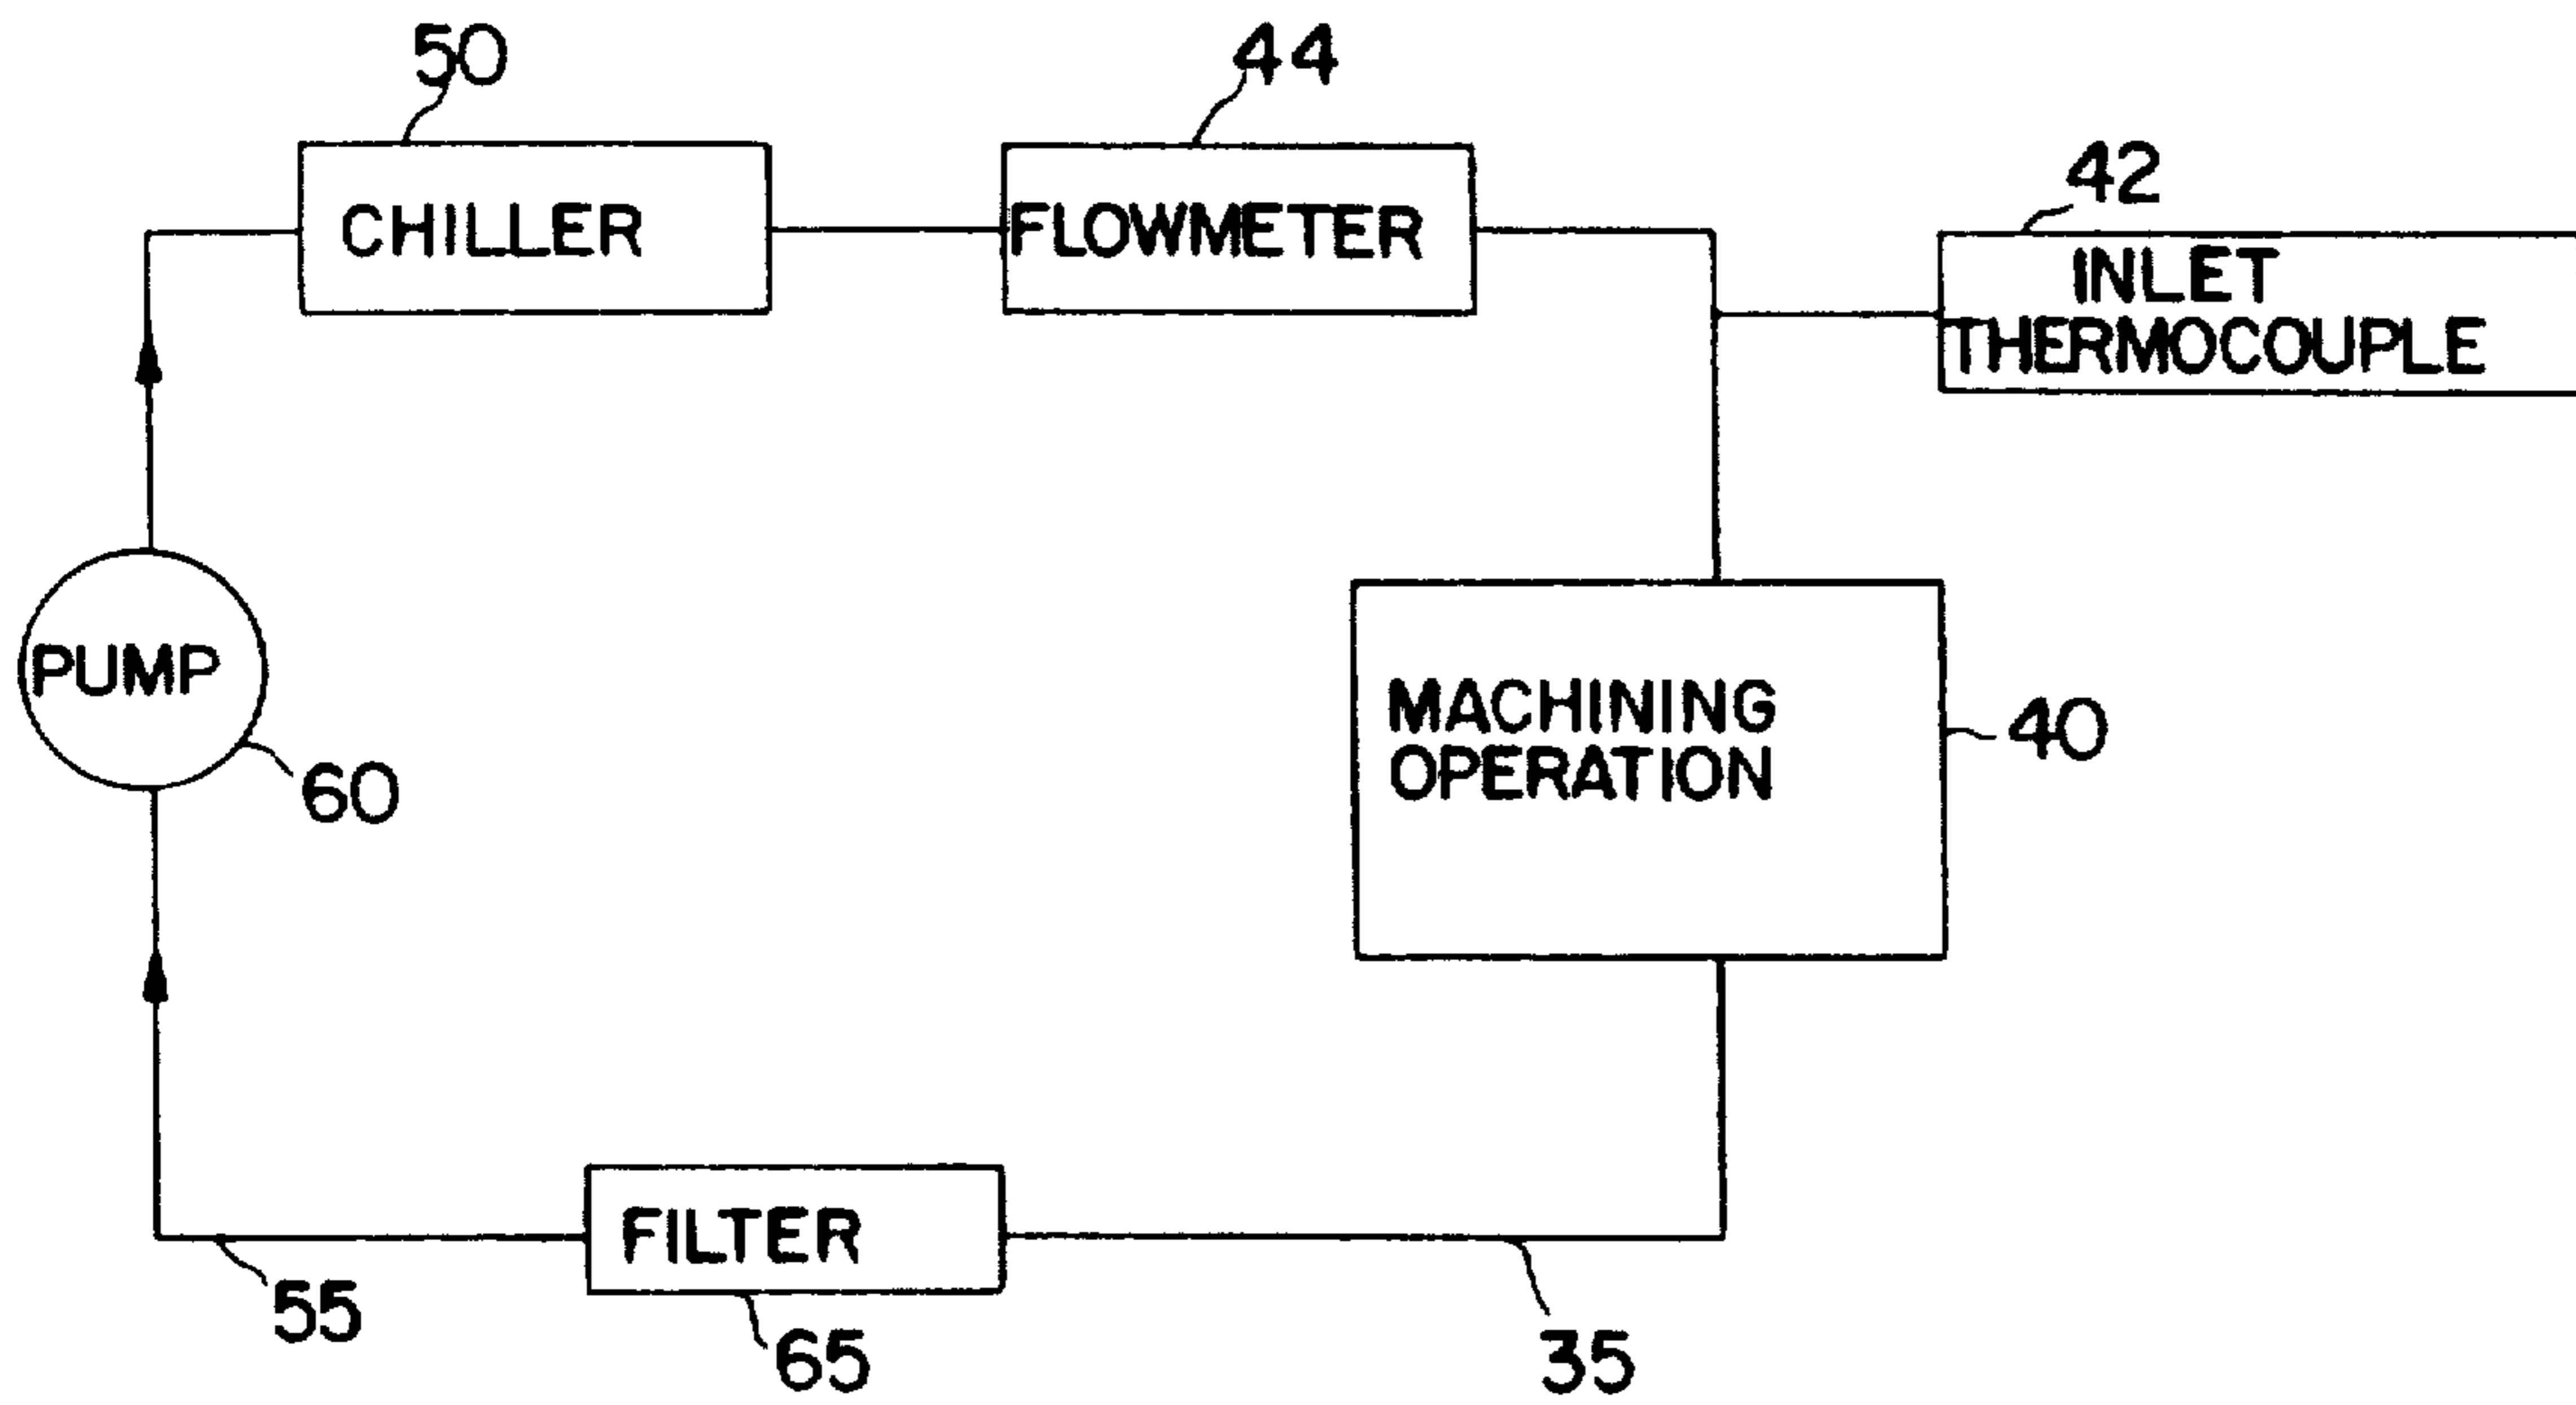 50
44
42
CHILLER
FLOWMETER
INLET
THERMOCOUPLE
PUMP
60
MACHINING
OPERATION
40
FILTER
55
65
35